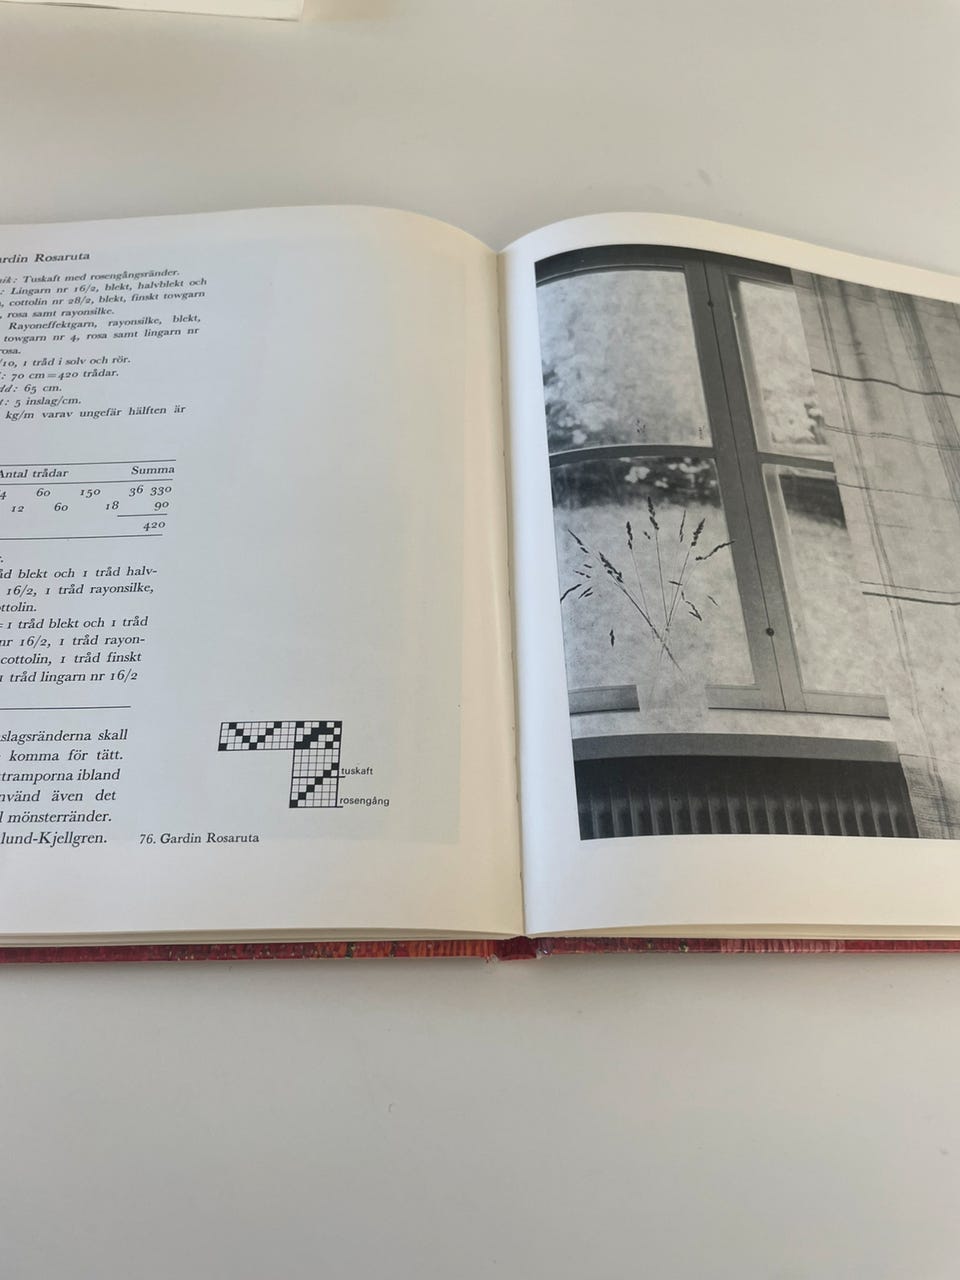 rdin Rosaruta
nik: Tuskaft med rosengångsränder.
: Lingarn nr 16/2, blekt, halvblekt och
, cottolin nr 28/2, blekt, finskt towgarn
, rosa samt rayonsilke.
Rayoneffektgarn, rayonsilke, blekt,
towgarn nr 4, rosa samt lingarn nr
rosa.
/10, 1 tråd i solv och rör.
: 70 cm = 420 trådar.
dd: 65 cm.
t: 5 inslag/cm.
kg/m varav ungefär hälften är
Antal trådar Summa
4 60 150 36 330
12 60 18 90
420
r.
åd blekt och 1 tråd halv-
16/2, 1 tråd rayonsilke,
ottolin.
= 1 tråd blekt och 1 tråd
nr 16/2, 1 tråd rayon-
cottolin, 1 tråd finskt
1 tråd lingarn nr 16/2
slagsränderna skall
komma för tätt.
ttramporna ibland
nvänd även det
l mönsterränder.
lund-Kjellgren.
tuskaft
rosengång
76. Gardin Rosaruta